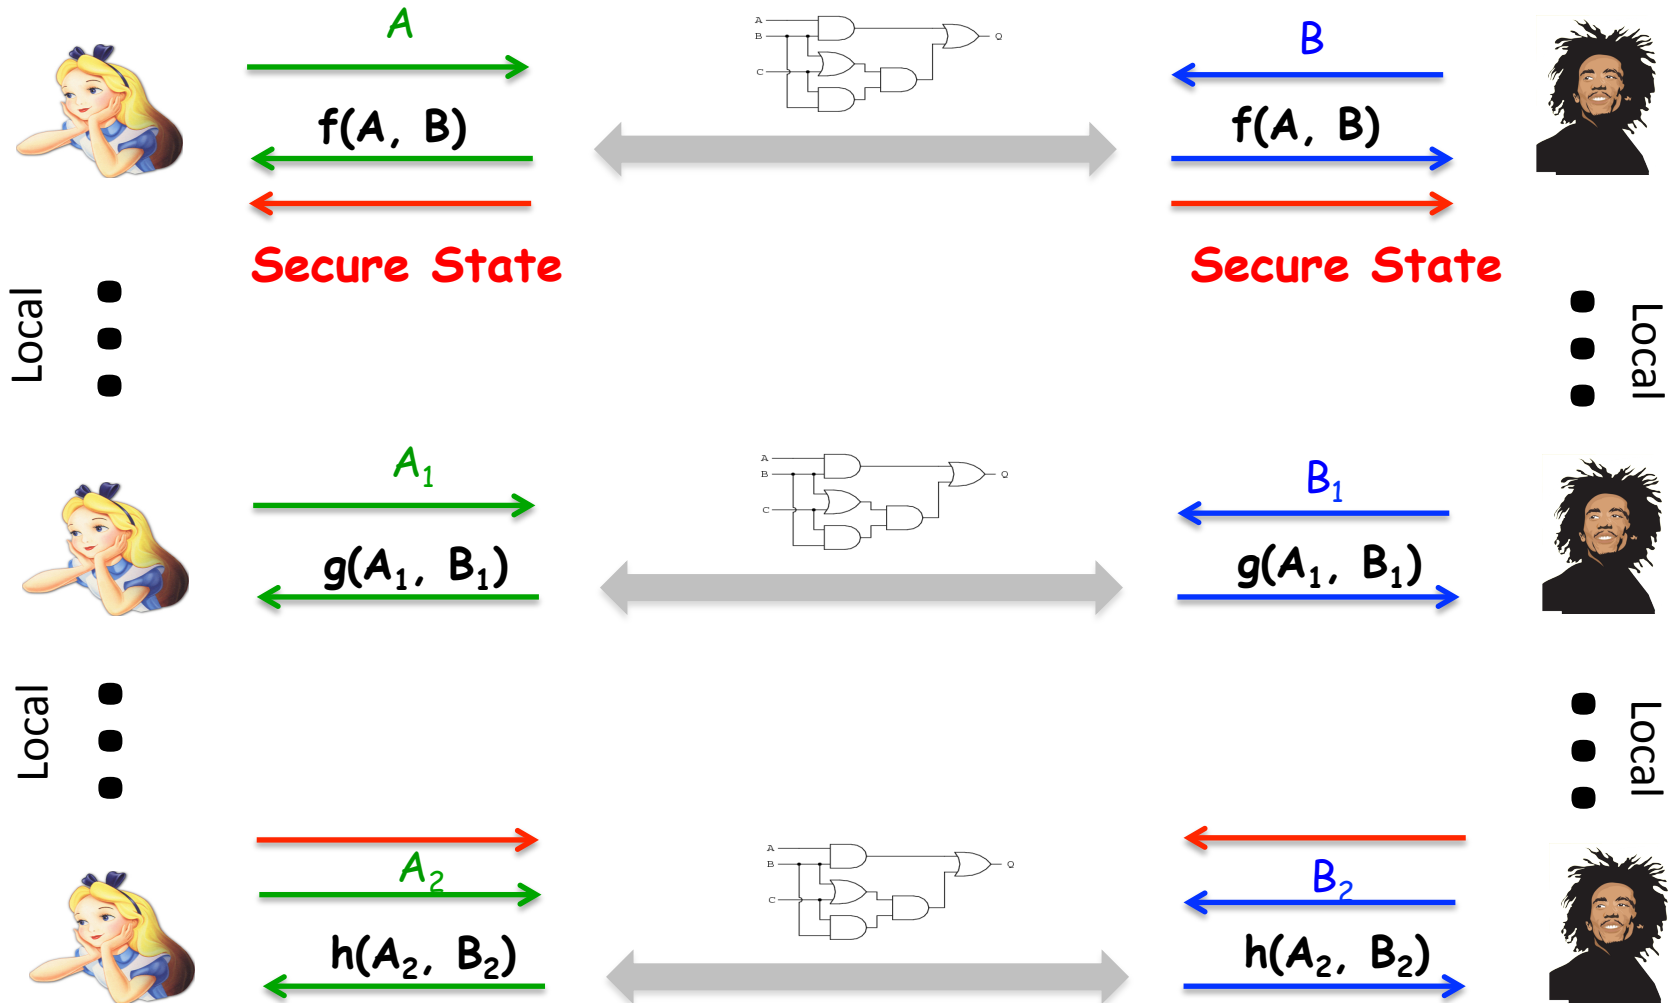 A
A
B
C
Q
B
f(A, B)
f(A, B)
Secure State
Secure State
Local
Local
A₁
A
B
C
Q
B₁
g(A₁, B₁)
g(A₁, B₁)
Local
Local
A₂
A
B
C
Q
B₂
h(A₂, B₂)
h(A₂, B₂)